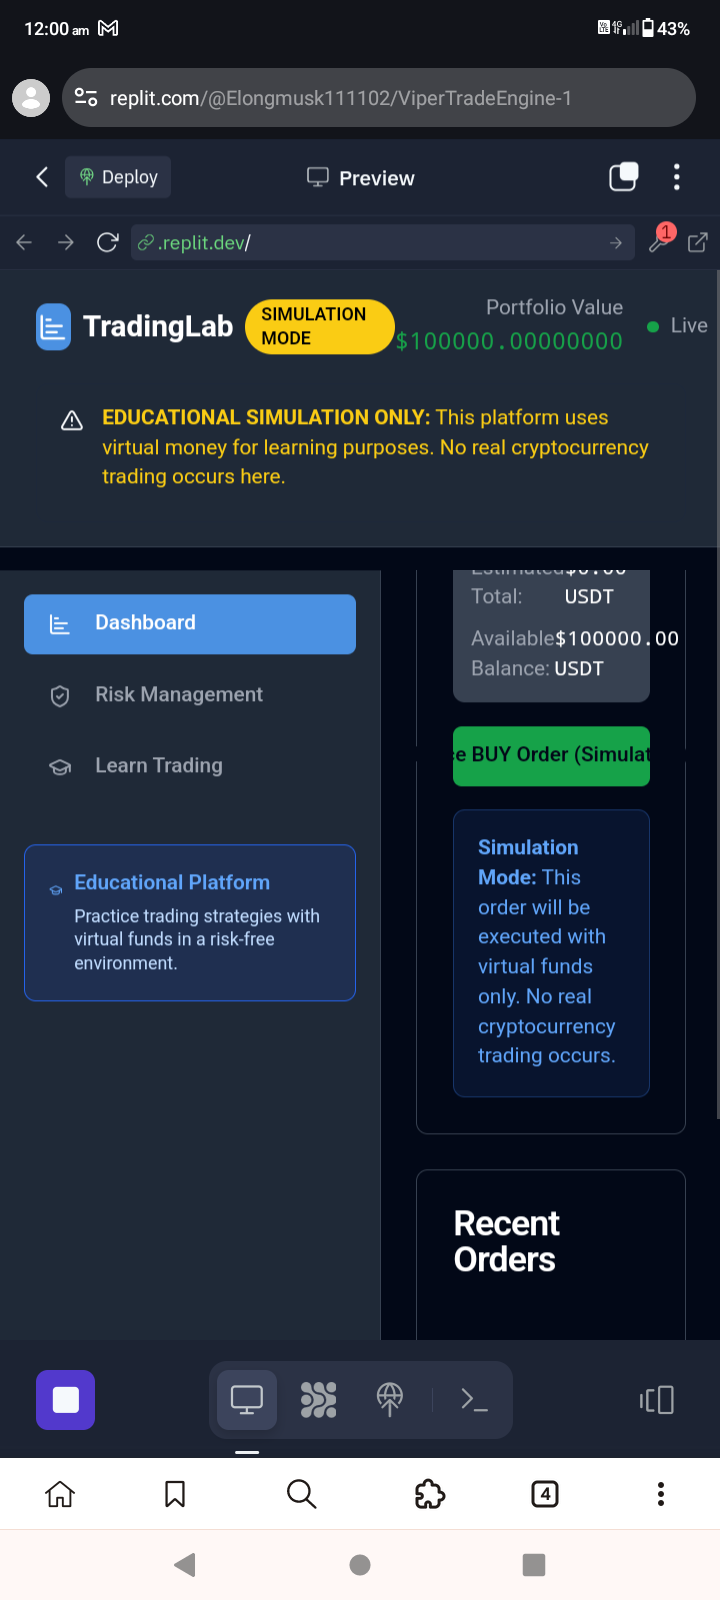 12:00 am
4G
43%
replit.com/@Elongmusk111102/ViperTradeEngine-1
Deploy
Preview
.replit.dev/
1
TradingLab
SIMULATION
MODE
Portfolio Value
$100000.00000000
Live
EDUCATIONAL SIMULATION ONLY: This platform uses
virtual money for learning purposes. No real cryptocurrency
trading occurs here.
Dashboard
Risk Management
Learn Trading
Educational Platform
Practice trading strategies with
virtual funds in a risk-free
environment.
Estimated $0.00
Total: USDT
Available $100000.00
Balance: USDT
e BUY Order (Simulat
Simulation
Mode: This
order will be
executed with
virtual funds
only. No real
cryptocurrency
trading occurs.
Recent
Orders
4